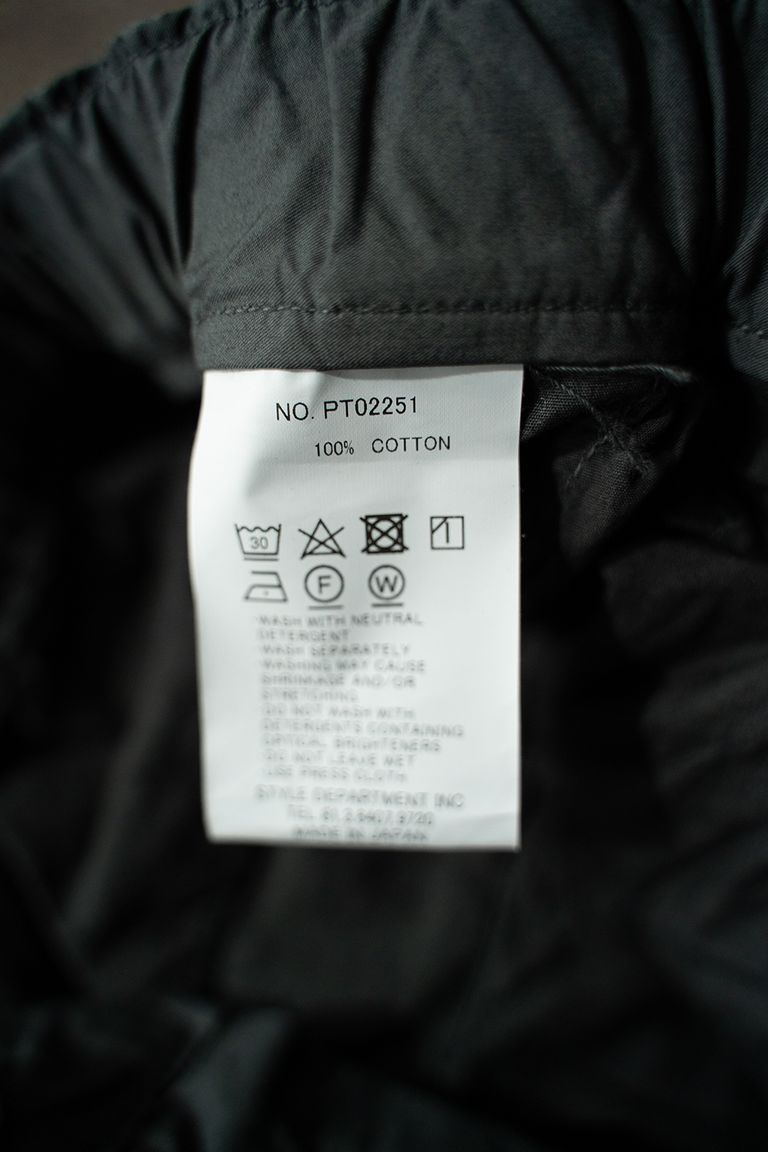 NO. PT02251
100% COTTON
30
F W
·WASH WITH NEUTRAL
DETERGENT
·WASH SEPARATELY
·WASHING MAY CAUSE
SHRINKAGE AND/OR
STRETCHING
·DO NOT WASH WITH
DETERGENTS CONTAINING
OPTICAL BRIGHTENERS
·DO NOT LEAVE WET
·USE PRESS CLOTH
STYLE DEPARTMENT INC
TEL
MADE IN JAPAN